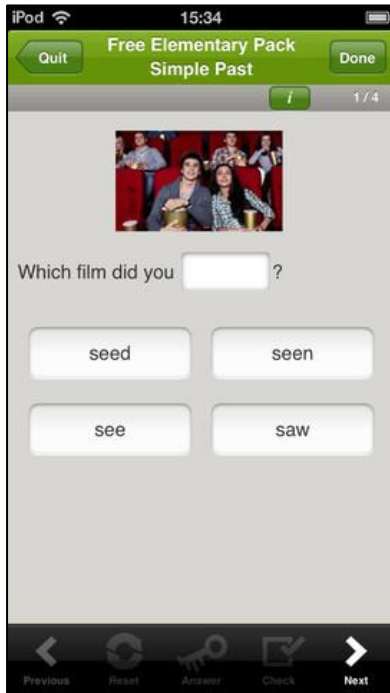 iPod 15:34
Quit
Free Elementary Pack
Simple Past
Done
i 1/4
Which film did you ?
seed seen
see saw
Previous Reset Answer Check Next